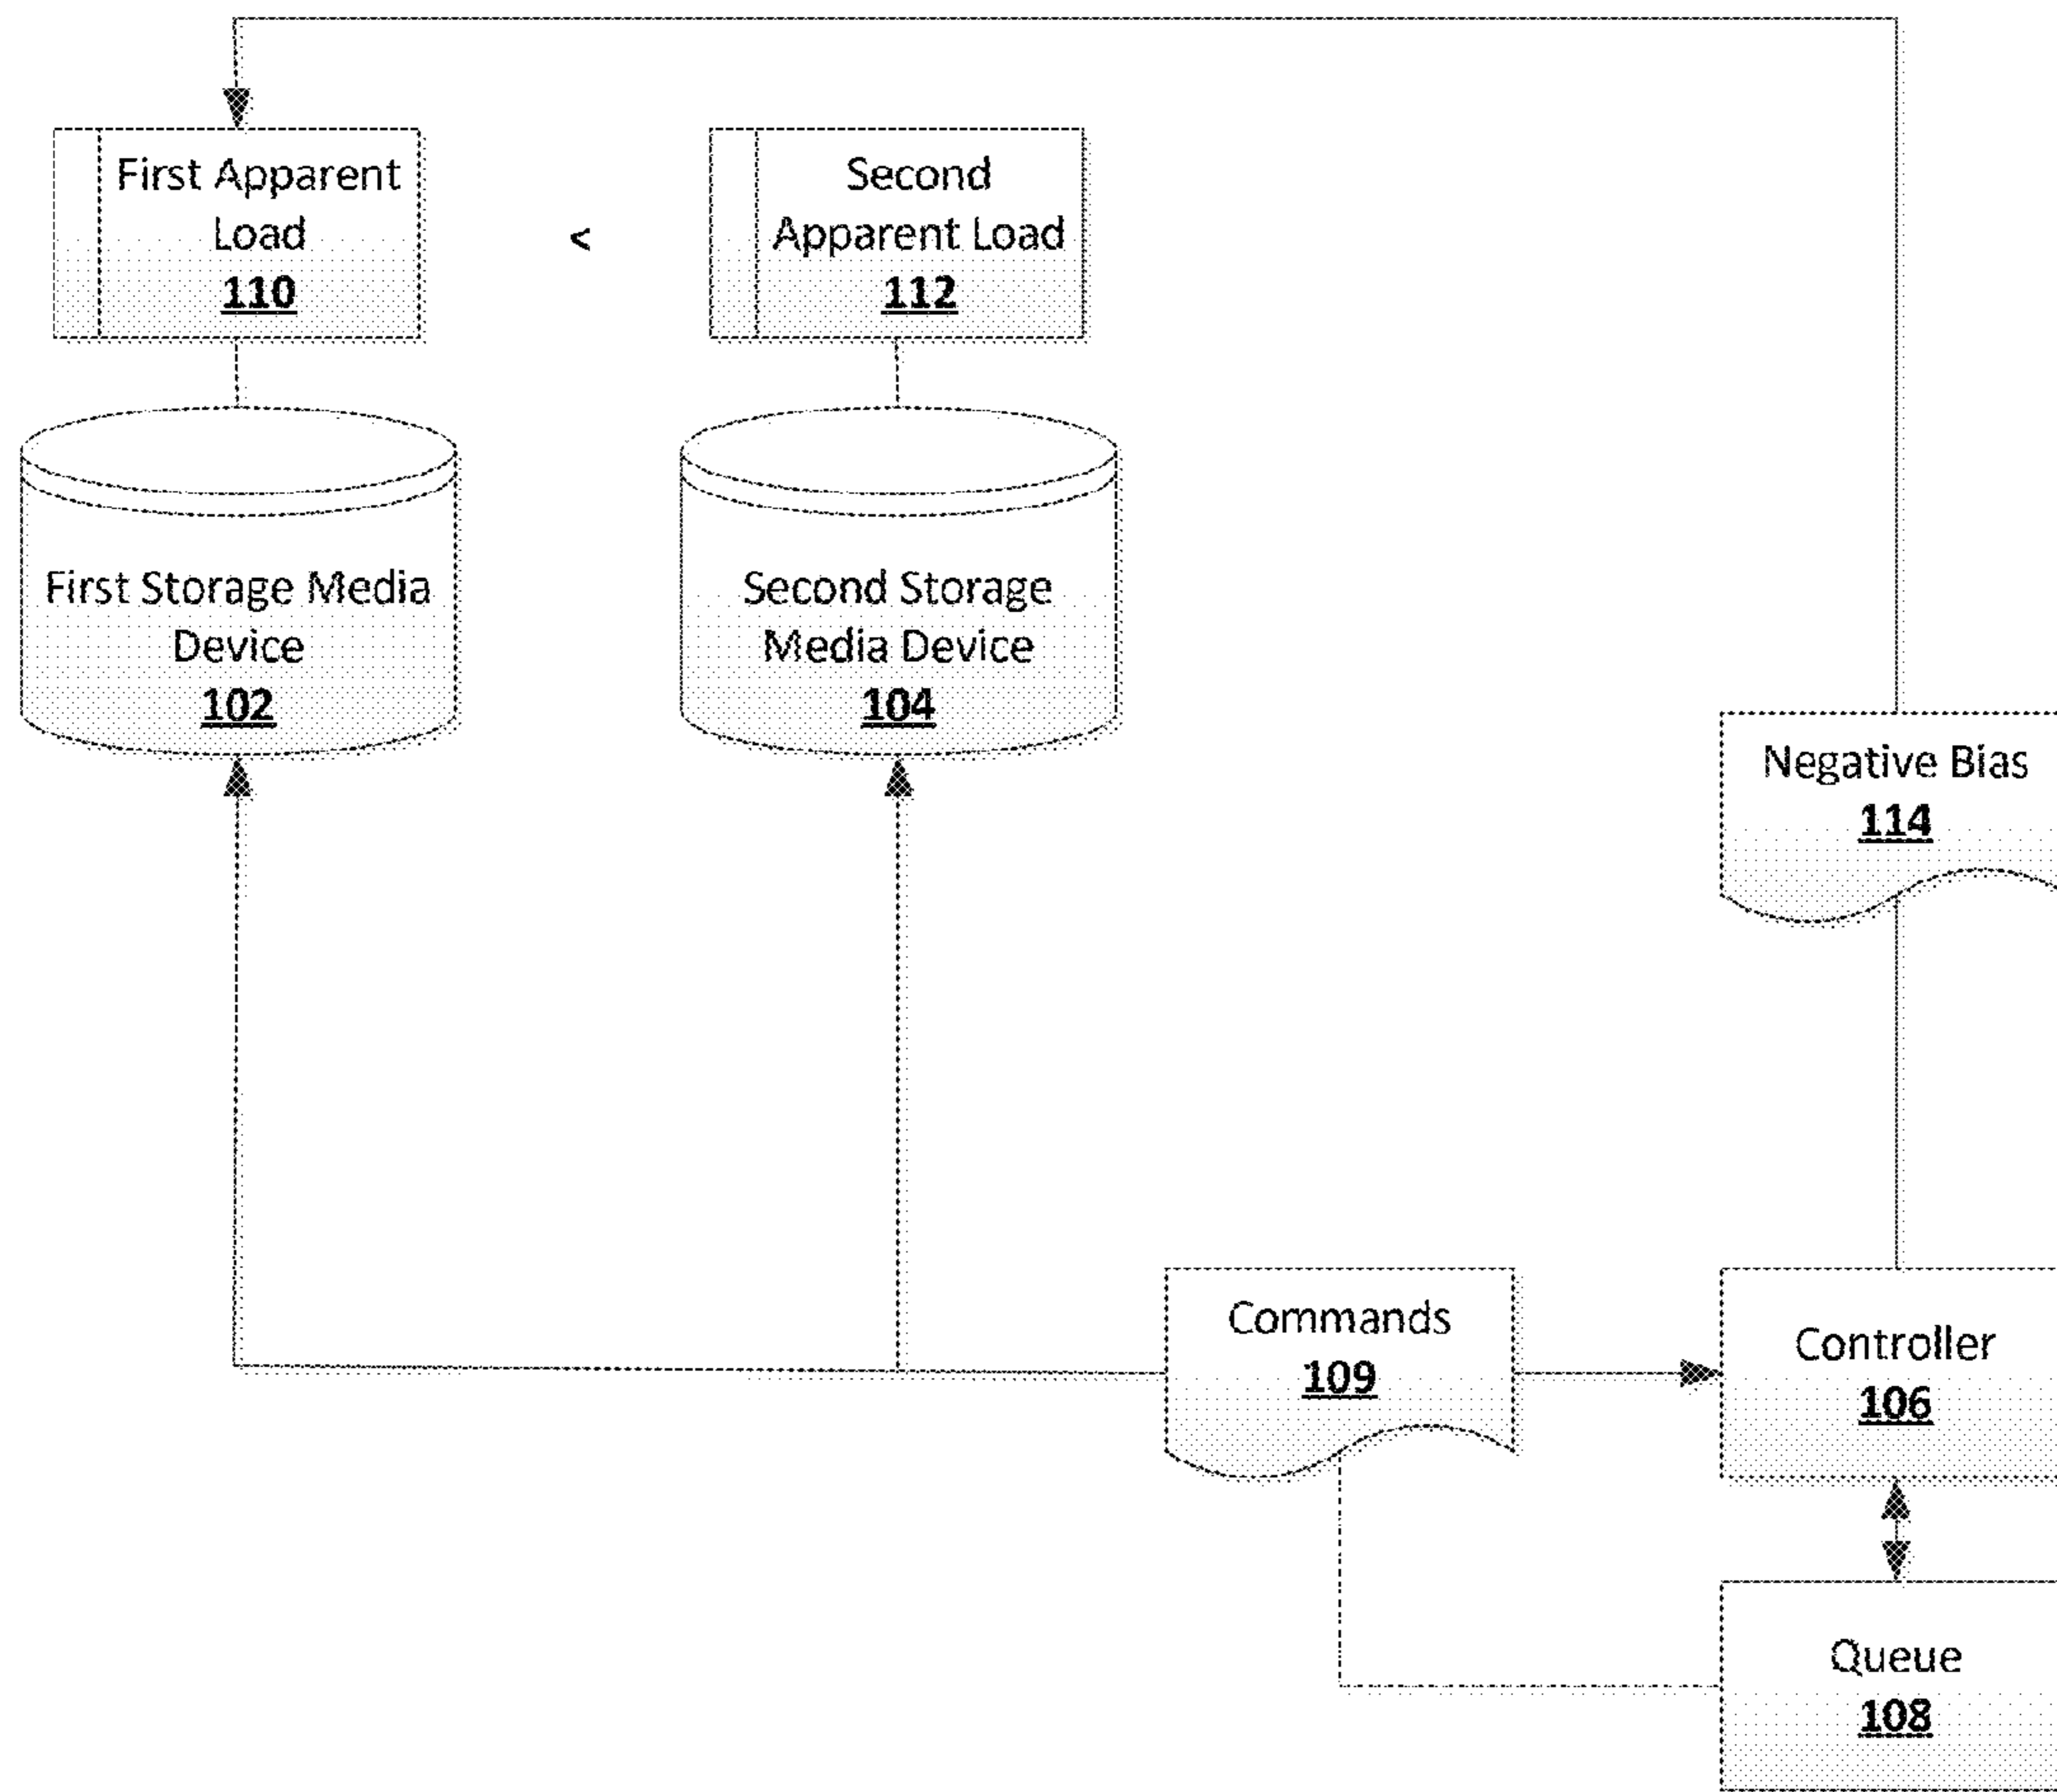 First Apparent
Load
110
<
Second
Apparent Load
112
First Storage Media
Device
102
Second Storage
Media Device
104
Negative Bias
114
Commands
109
Controller
106
Queue
108